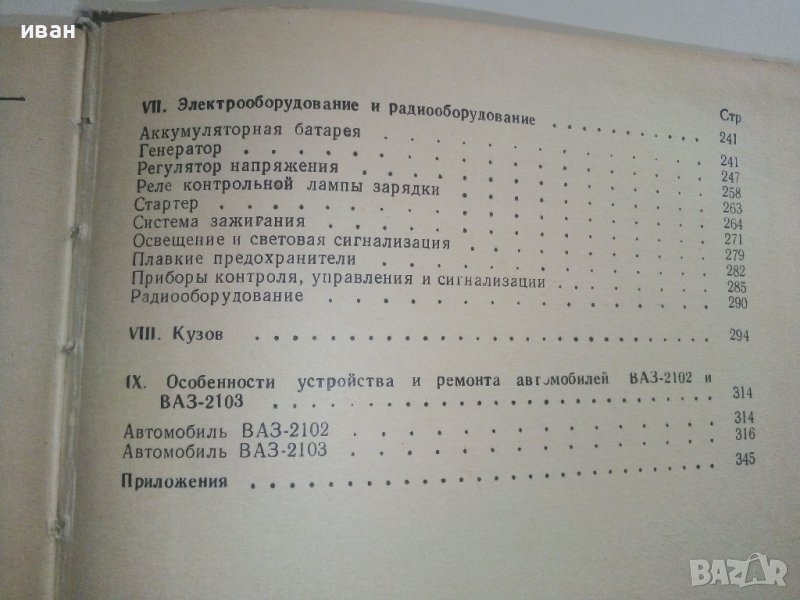 иван
Стр
VII. Электрооборудование и радиооборудование 241
Аккумуляторная батарея 241
Генератор 247
Регулятор напряжения 258
Реле контрольной лампы зарядки 263
Стартер 264
Система зажигания 271
Освещение и световая сигнализация 279
Плавкие предохранители 282
Приборы контроля, управления и сигнализации 285
Радиооборудование 290
VIII. Кузов 294
IX. Особенности устройства и ремонта автомобилей ВАЗ-2102 и
ВАЗ-2103 314
Автомобиль ВАЗ-2102 314
Автомобиль ВАЗ-2103 316
Приложения 345
BAZAR